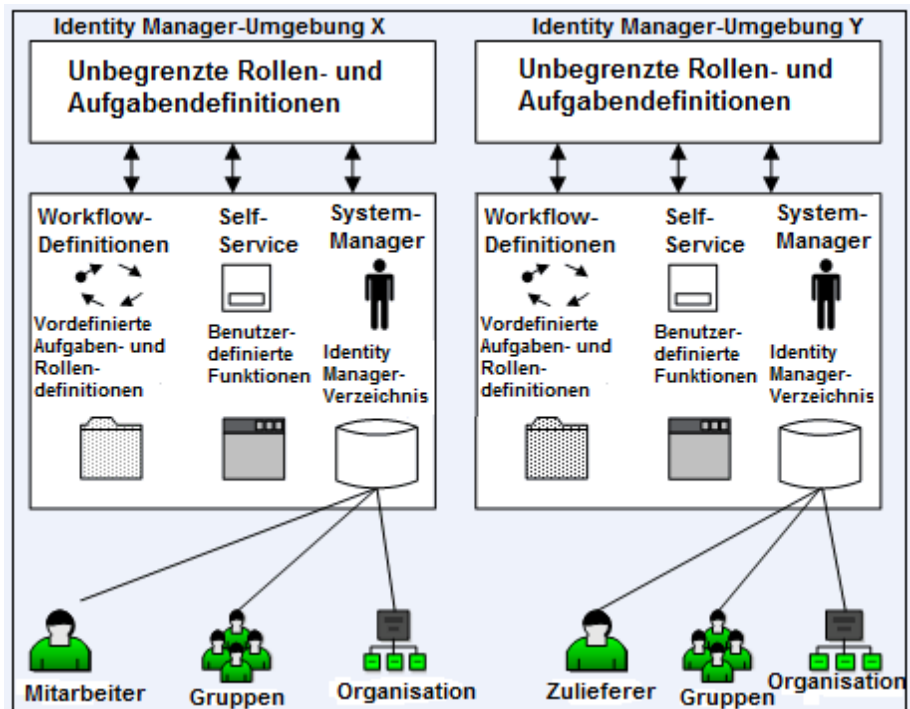 Identity Manager-Umgebung X
Unbegrenzte Rollen- und
Aufgabendefinitionen
Workflow-
Definitionen
Self-
Service
System-
Manager
Vordefinierte
Aufgaben- und
Rollen-
definitionen
Benutzer-
definierte
Funktionen
Identity
Manager-
Verzeichnis
Mitarbeiter
Gruppen
Organisation
Identity Manager-Umgebung Y
Unbegrenzte Rollen- und
Aufgabendefinitionen
Workflow-
Definitionen
Self-
Service
System-
Manager
Vordefinierte
Aufgaben- und
Rollen-
definitionen
Benutzer-
definierte
Funktionen
Identity
Manager-
Verzeichnis
Zulieferer
Gruppen
Organisation